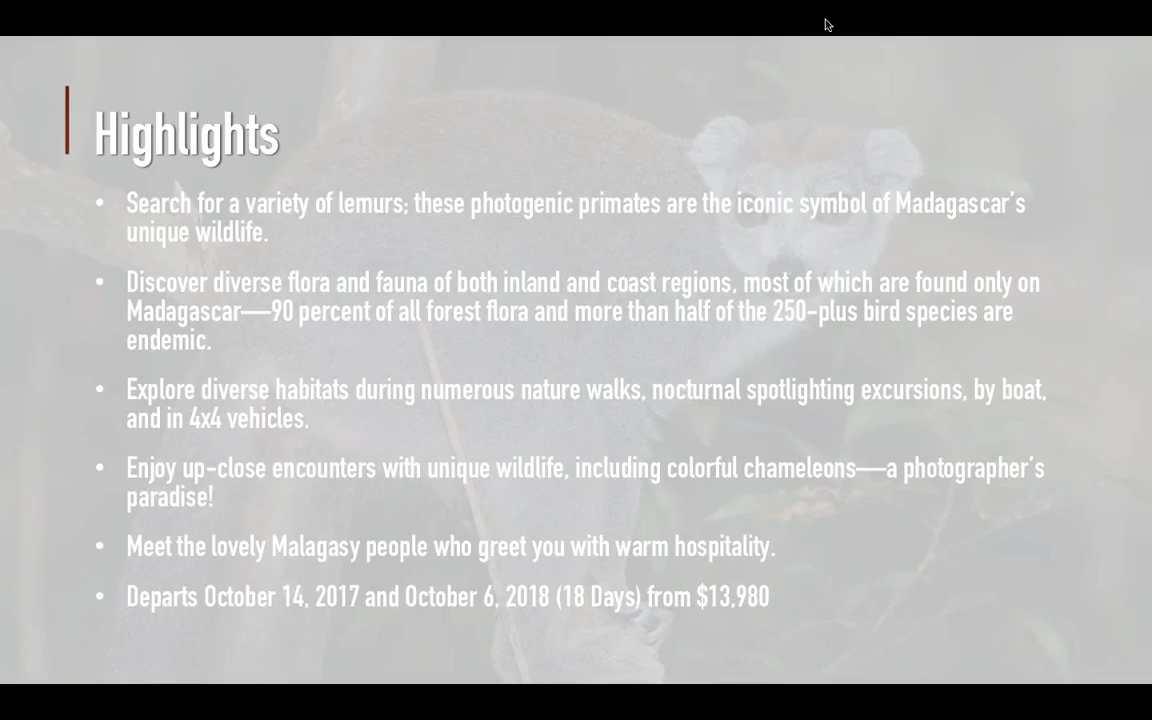 Highlights
• Search for a variety of lemurs; these photogenic primates are the iconic symbol of Madagascar’s
unique wildlife.
• Discover diverse flora and fauna of both inland and coast regions, most of which are found only on
Madagascar—90 percent of all forest flora and more than half of the 250-plus bird species are
endemic.
• Explore diverse habitats during numerous nature walks, nocturnal spotlighting excursions, by boat,
and in 4x4 vehicles.
• Enjoy up-close encounters with unique wildlife, including colorful chameleons—a photographer’s
paradise!
• Meet the lovely Malagasy people who greet you with warm hospitality.
• Departs October 14, 2017 and October 6, 2018 (18 Days) from $13,980